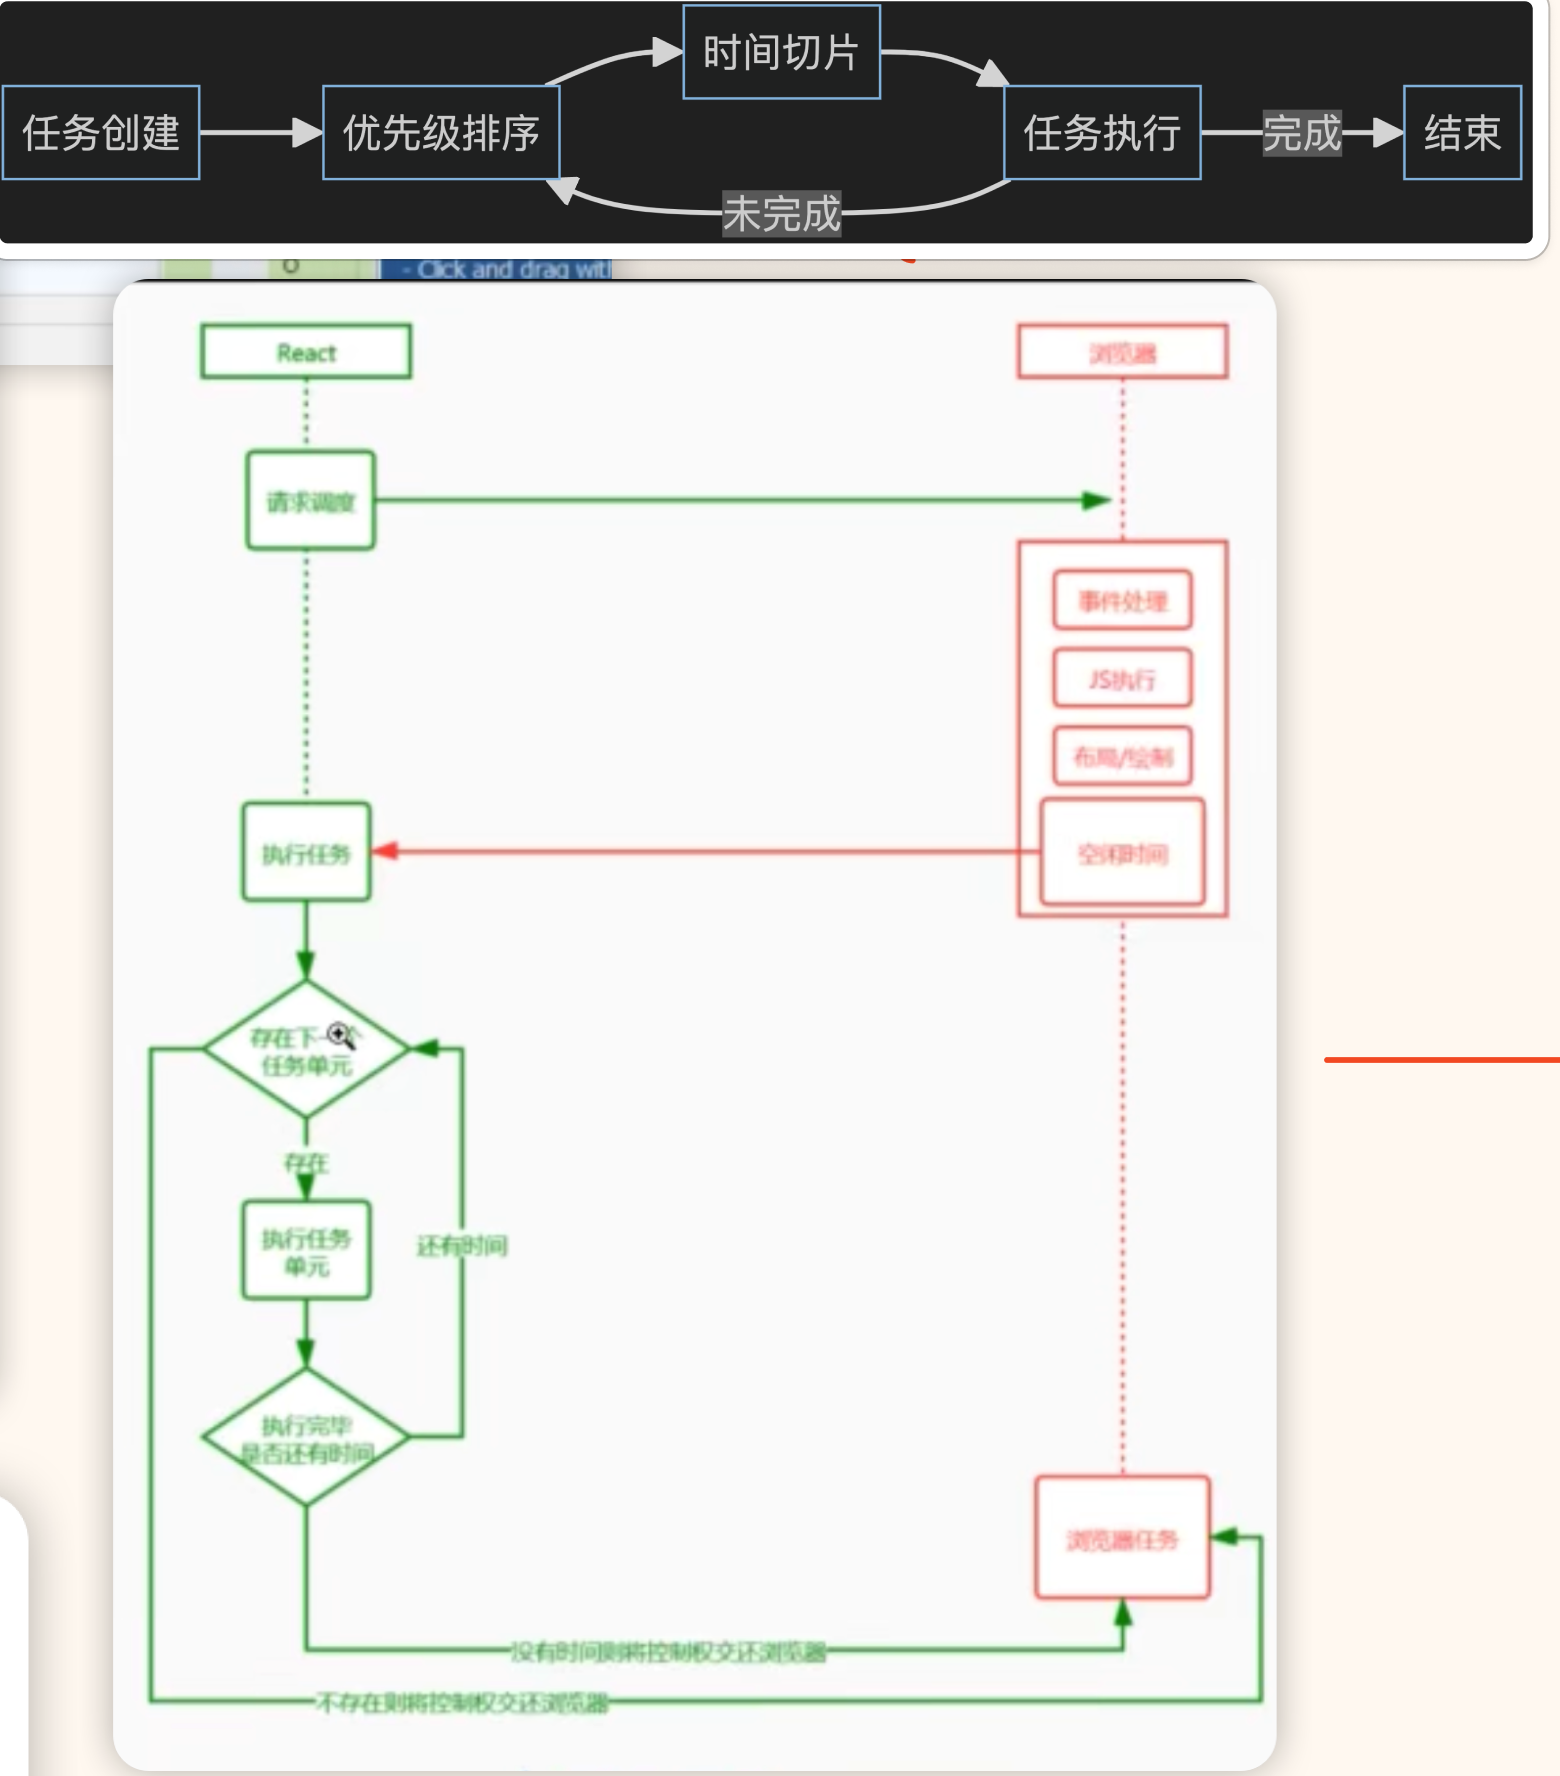 时间切片
任务创建
优先级排序
任务执行
完成
结束
未完成
- Click and drag wit
React
浏览器
请求调度
事件处理
JS执行
布局/绘制
执行任务
空闲时间
存在下一个
任务单元
存在
执行任务
单元
还有时间
执行完毕
是否还有时间
浏览器任务
没有时间则将控制权交还浏览器
不存在则将控制权交还浏览器